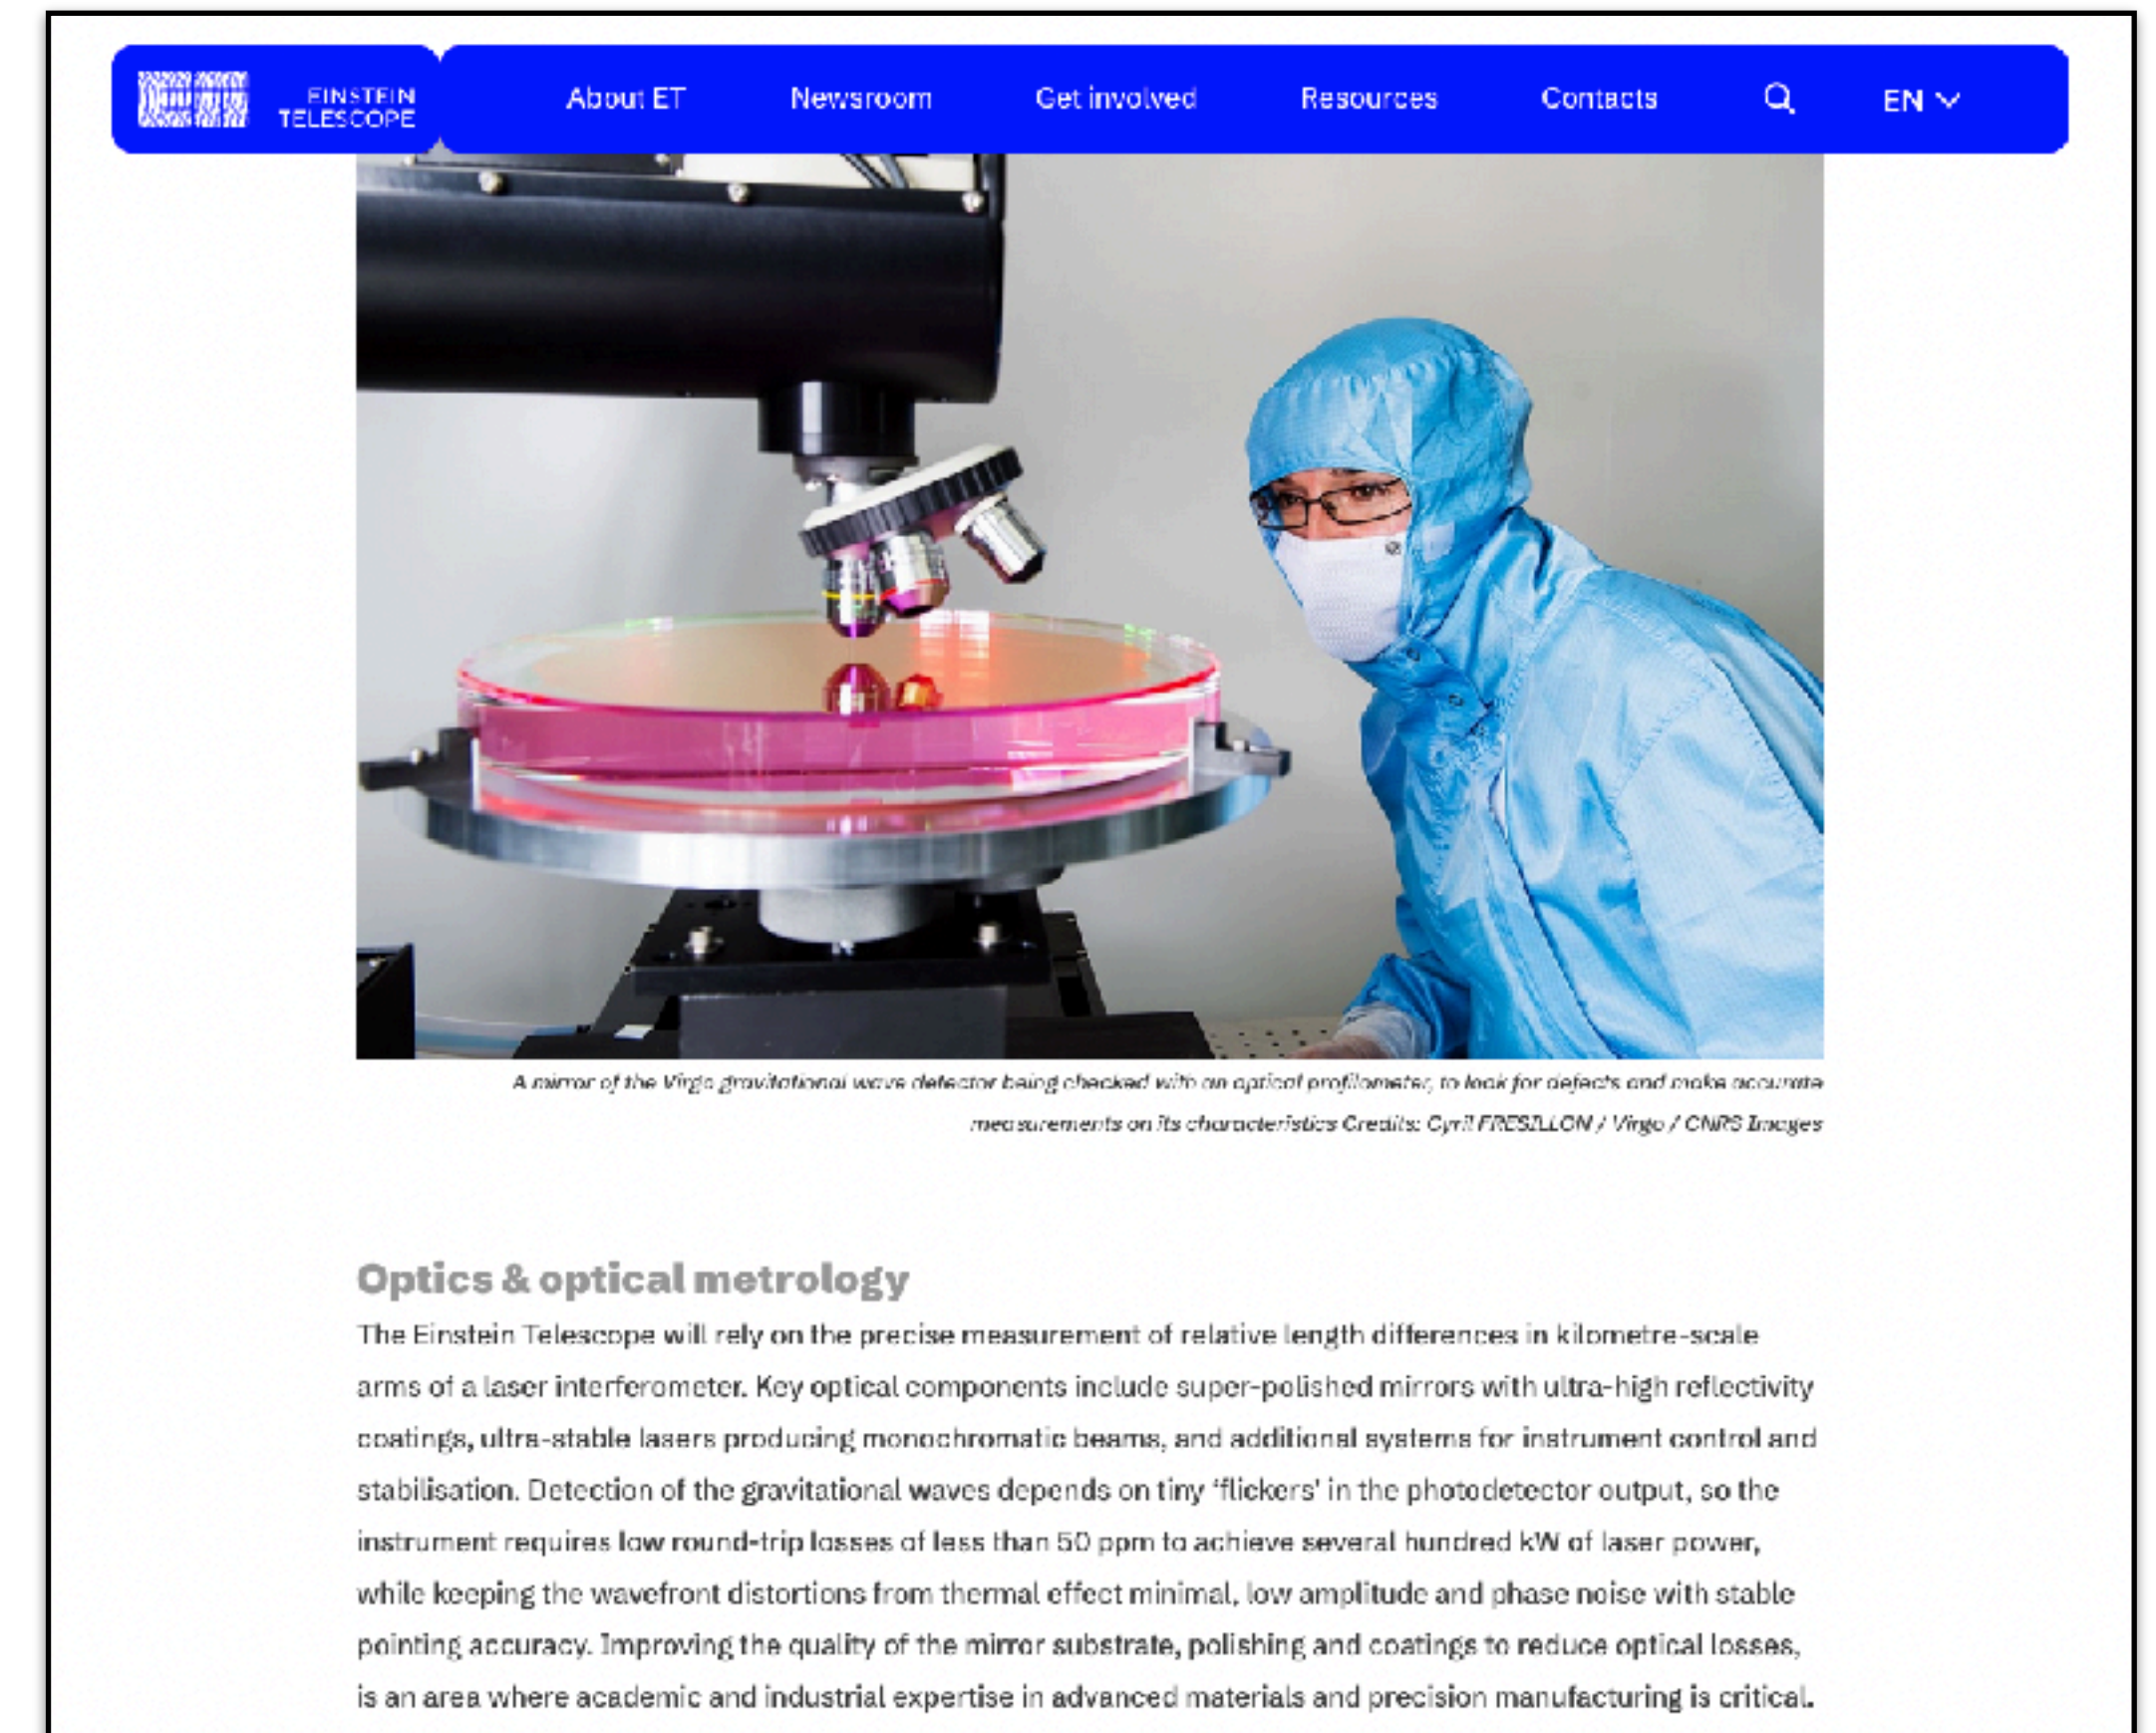 EINSTEIN
TELESCOPE
About ET
Newsroom
Get involved
Resources
Contacts
EN
A mirror of the Virgo gravitational wave detector being checked with an optical profilometer, to look for defects and make accurate
measurements on its characteristics Credits: Cyril FRESILLON / Virgo / CNRS Images
Optics & optical metrology
The Einstein Telescope will rely on the precise measurement of relative length differences in kilometre-scale
arms of a laser interferometer. Key optical components include super-polished mirrors with ultra-high reflectivity
coatings, ultra-stable lasers producing monochromatic beams, and additional systems for instrument control and
stabilisation. Detection of the gravitational waves depends on tiny ‘flickers’ in the photodetector output, so the
instrument requires low round-trip losses of less than 50 ppm to achieve several hundred kW of laser power,
while keeping the wavefront distortions from thermal effect minimal, low amplitude and phase noise with stable
pointing accuracy. Improving the quality of the mirror substrate, polishing and coatings to reduce optical losses,
is an area where academic and industrial expertise in advanced materials and precision manufacturing is critical.